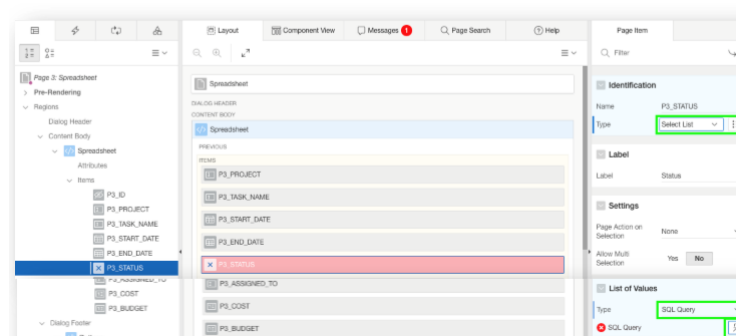 Layout
Component View
Messages 1
Page Search
Help
Page Item
Filter
Page 3: Spreadsheet
Pre-Rendering
Regions
Dialog Header
Content Body
Spreadsheet
Attributes
Items
P3_ID
P3_PROJECT
P3_TASK_NAME
P3_START_DATE
P3_END_DATE
P3_STATUS
P3_ASSIGNED_TO
P3_COST
P3_BUDGET
Dialog Footer
Spreadsheet
DIALOG HEADER
CONTENT BODY
Spreadsheet
PREVIOUS
ITEMS
P3_PROJECT
P3_TASK_NAME
P3_START_DATE
P3_END_DATE
P3_STATUS
P3_ASSIGNED_TO
P3_COST
P3_BUDGET
Identification
Name P3_STATUS
Type Select List
Label
Label Status
Settings
Page Action on
Selection None
Allow Multi
Selection Yes No
List of Values
Type SQL Query
SQL Query